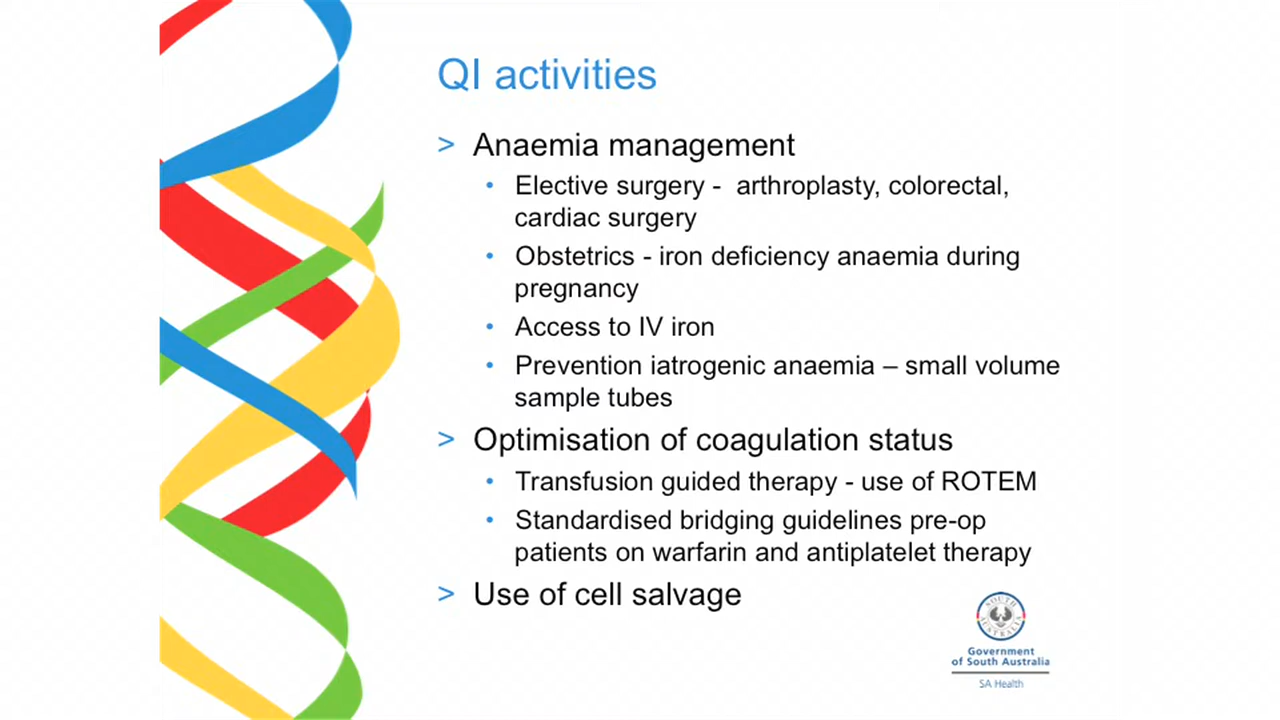 QI activities
> Anaemia management
• Elective surgery - arthroplasty, colorectal,
cardiac surgery
• Obstetrics - iron deficiency anaemia during
pregnancy
• Access to IV iron
• Prevention iatrogenic anaemia – small volume
sample tubes
> Optimisation of coagulation status
• Transfusion guided therapy - use of ROTEM
• Standardised bridging guidelines pre-op
patients on warfarin and antiplatelet therapy
> Use of cell salvage
SOUTH
AUSTRALIA
Government
of South Australia
SA Health